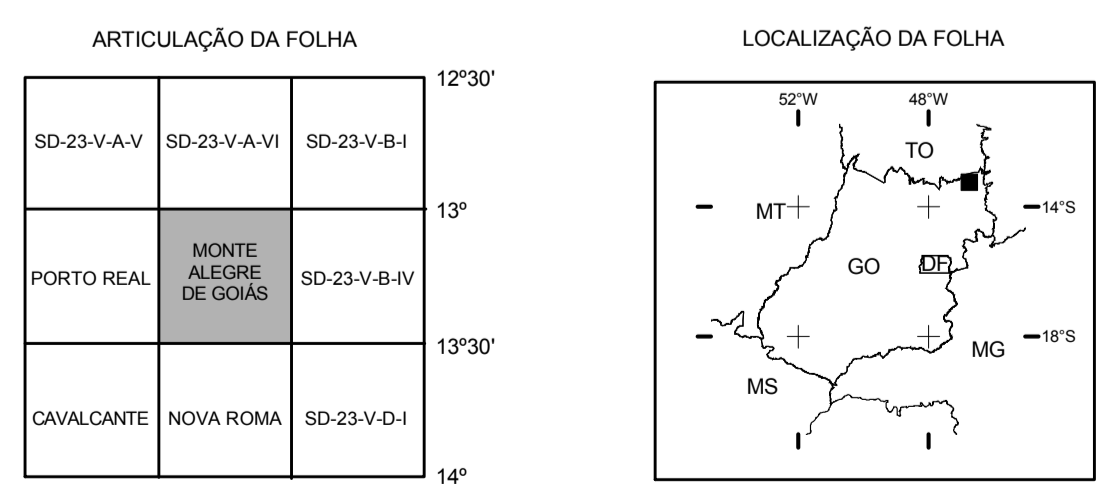 ARTICULAÇÃO DA FOLHA
12º30'
SD-23-V-A-V SD-23-V-A-VI SD-23-V-B-I
13º
PORTO REAL
MONTE
ALEGRE
DE GOIÁS
SD-23-V-B-IV
13º30'
CAVALCANTE NOVA ROMA SD-23-V-D-I
14º
LOCALIZAÇÃO DA FOLHA
52°W 48°W
TO
MT
14°S
GO
DF
18°S
MG
MS